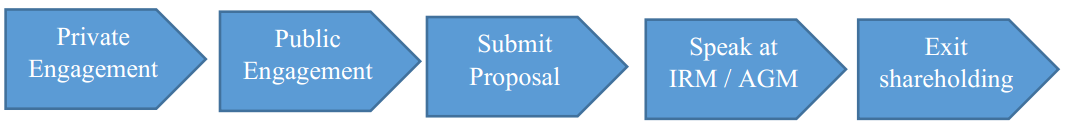 Private
Engagement
Public
Engagement
Submit
Proposal
Speak at
IRM / AGM
Exit
shareholding